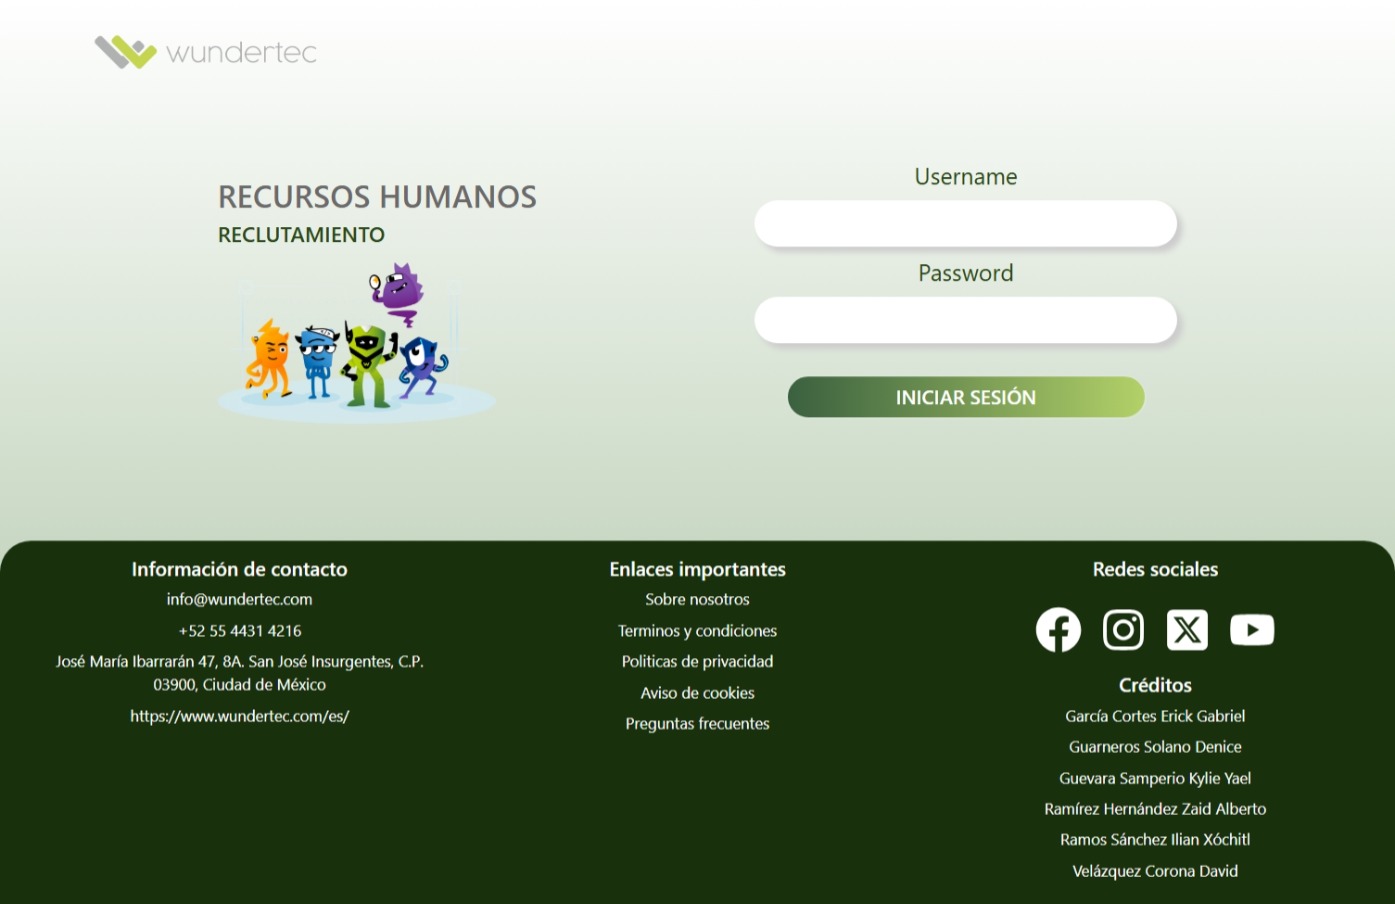 wundertec
RECURSOS HUMANOS
RECLUTAMIENTO
Username
Password
INICIAR SESIÓN
Información de contacto
info@wundertec.com
+52 55 4431 4216
José María Ibarrarán 47, 8A. San José Insurgentes, C.P.
03900, Ciudad de México
https://www.wundertec.com/es/
Enlaces importantes
Sobre nosotros
Terminos y condiciones
Politicas de privacidad
Aviso de cookies
Preguntas frecuentes
Redes sociales
Créditos
García Cortes Erick Gabriel
Guarneros Solano Denice
Guevara Samperio Kylie Yael
Ramírez Hernández Zaid Alberto
Ramos Sánchez Ilian Xóchitl
Velázquez Corona David